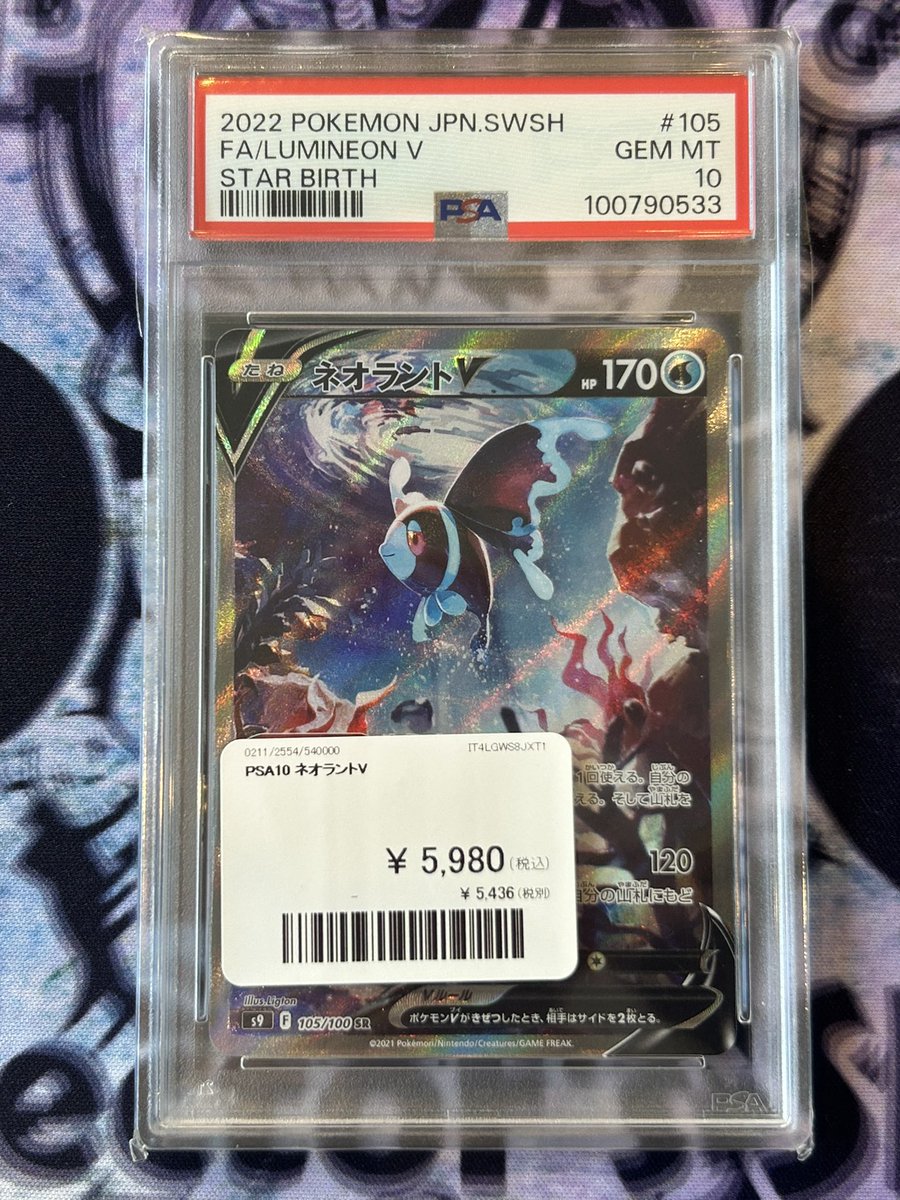 2022 POKEMON JPN.SWSH #105
FA/LUMINEON V GEM MT
STAR BIRTH 10
PSA 100790533
たね ネオラントV HP 170
0211/2554/540000 IT4LGWS8JXT1
PSA10 ネオラントV
¥ 5,980(税込)
¥ 5,436(税別)
1回使える。自分の
える。そして山札を
120
自分の山札にもど
Illus. Ligton
Vルール
s9 F 105/100 SR ポケモンVがきぜつしたとき、相手はサイドを2枚とる。
©2021 Pokémon/Nintendo/Creatures/GAME FREAK.
PSA